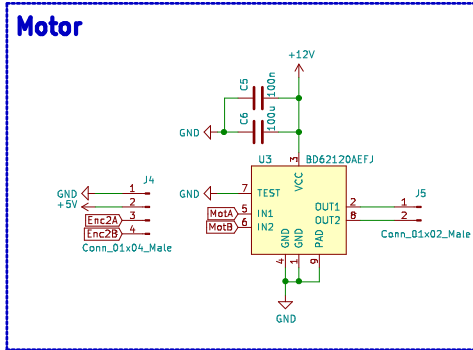 Motor
+12V
C5
100n
C6
100u
GND
U3
BD62120AEFJ
3
VCC
J4
GND
1
+5V
2
Enc2A
3
Enc2B
4
Conn_01x04_Male
GND
7
TEST
MotA
5
IN1
MotB
6
IN2
OUT1
2
OUT2
8
J5
1
2
Conn_01x02_Male
GND
GND
PAD
4
1
9
GND